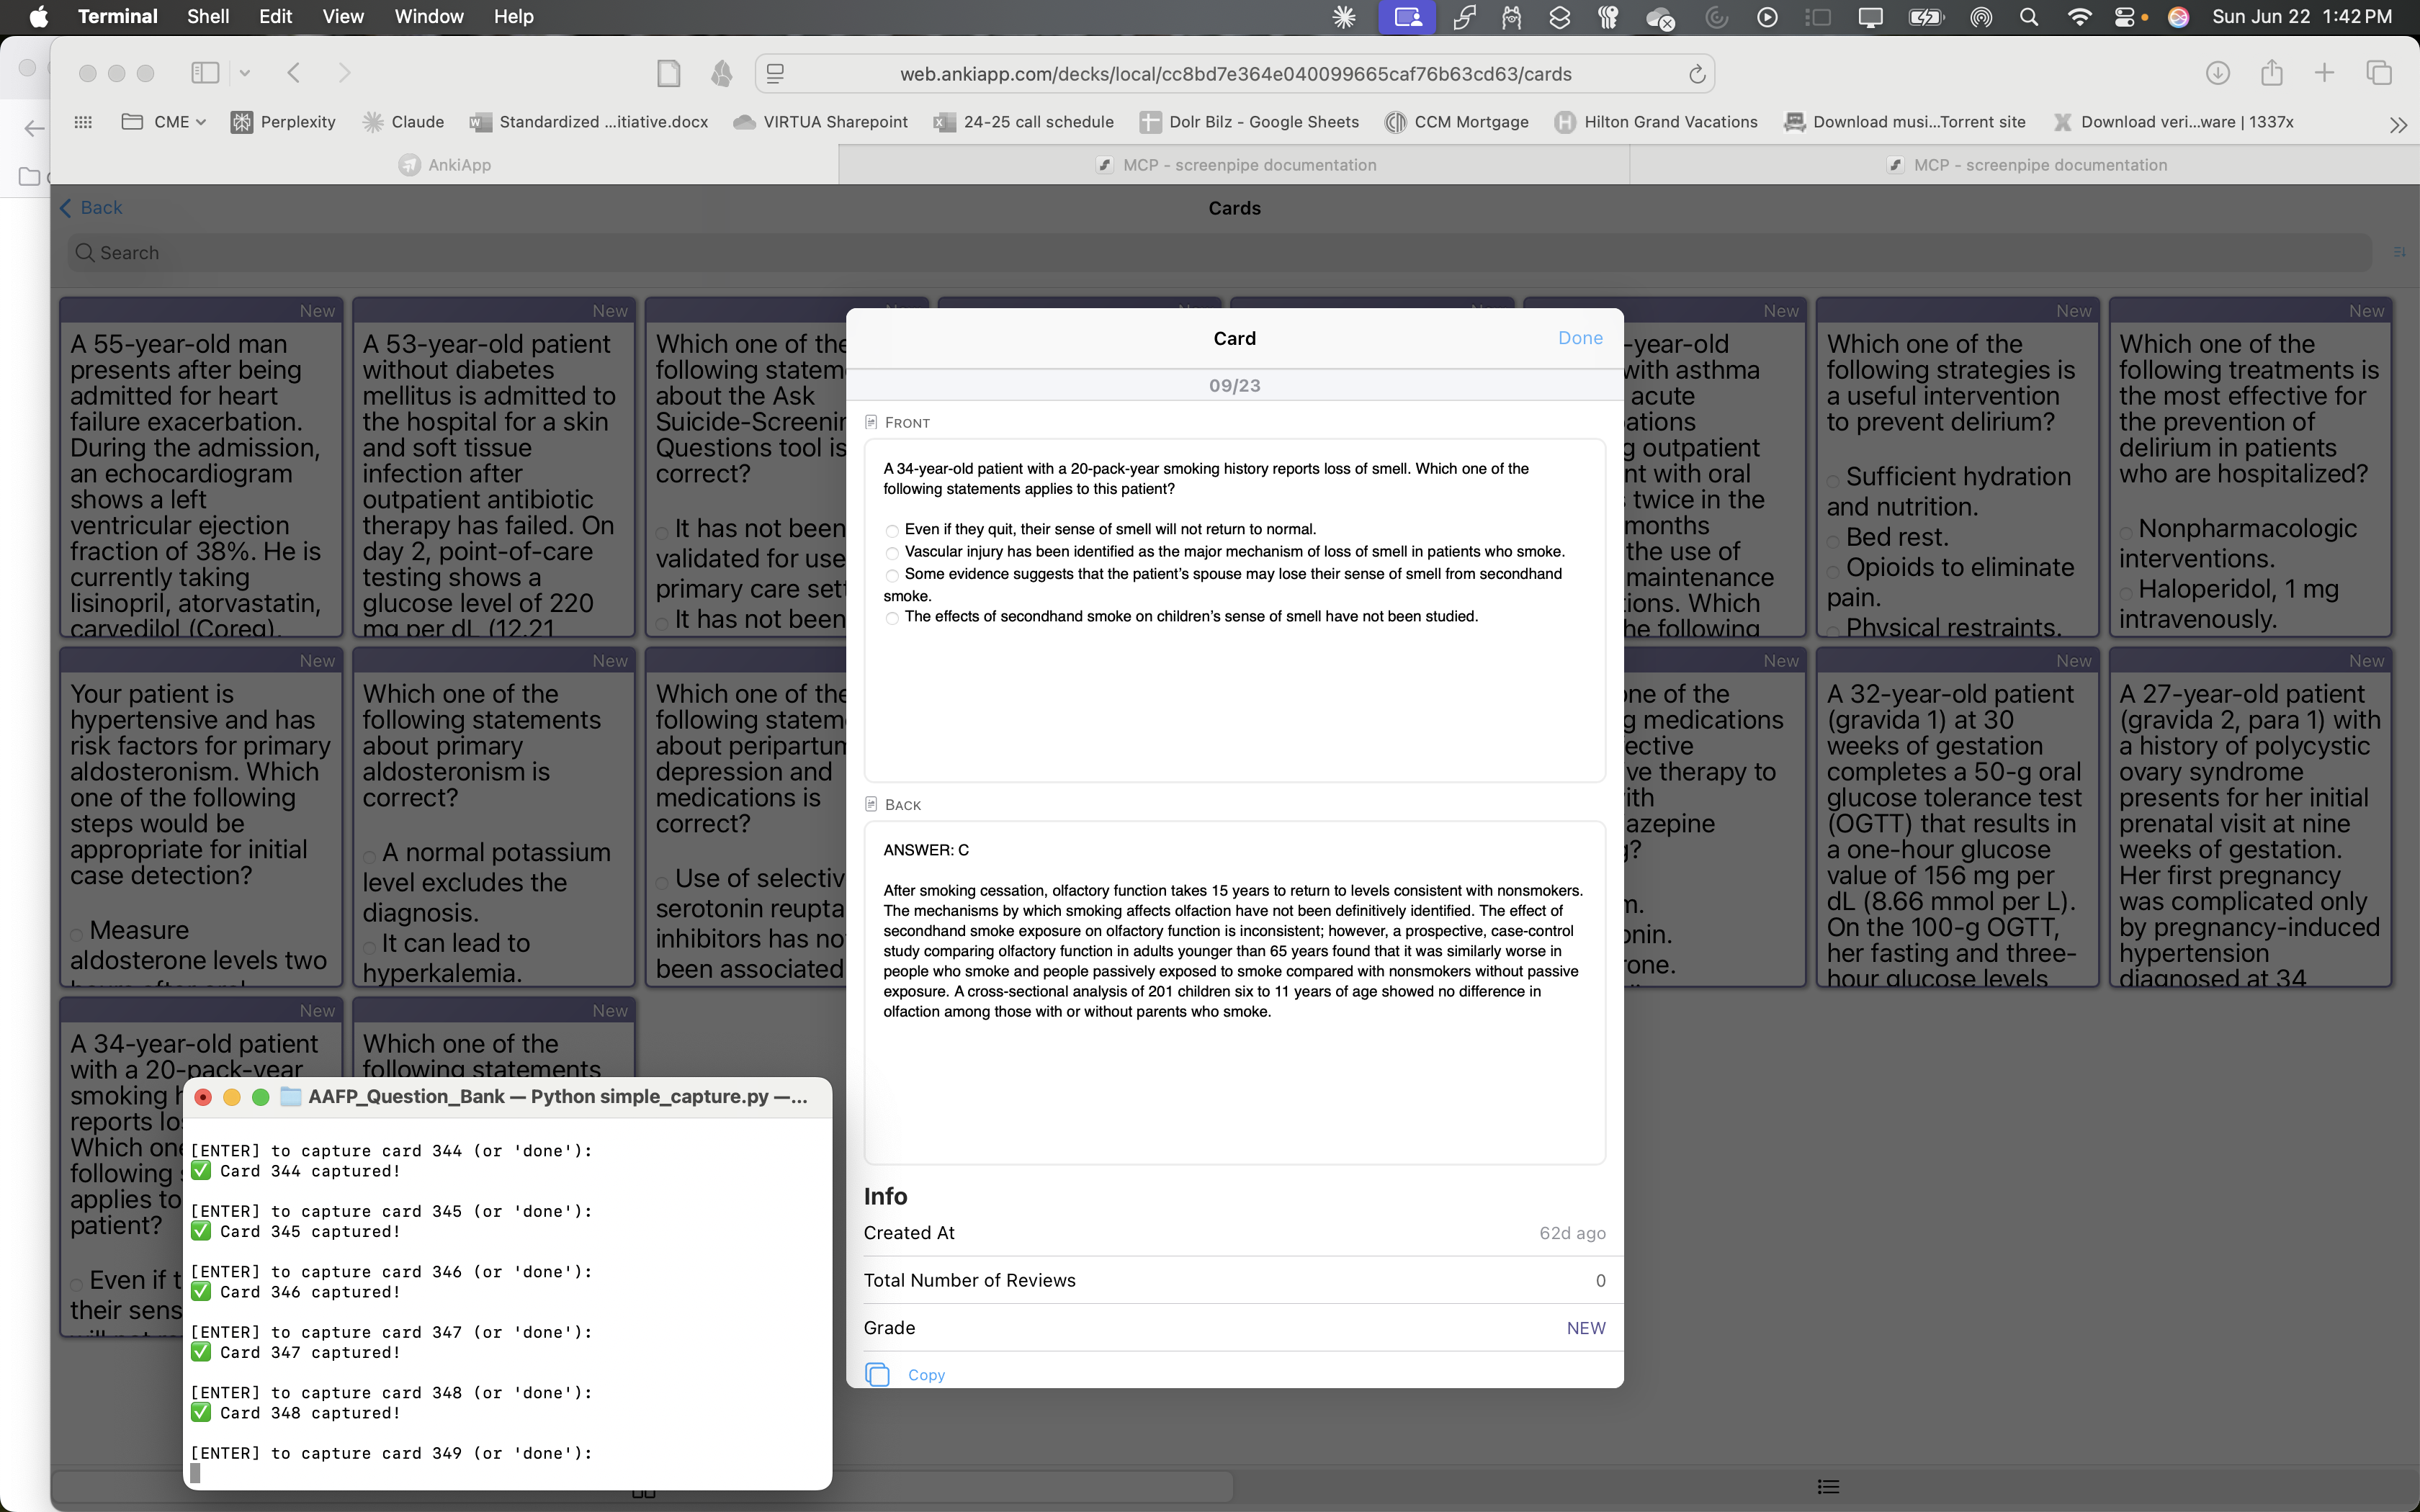 Terminal Shell Edit View Window Help Sun Jun 22 1:42 PM
web.ankiapp.com/decks/local/cc8bd7e364e040099665caf76b63cd63/cards
CME Perplexity Claude Standardized ...itiative.docx VIRTUA Sharepoint 24-25 call schedule Dolr Bilz - Google Sheets CCM Mortgage Hilton Grand Vacations Download musi...Torrent site Download veri...ware | 1337x
AnkiApp MCP - screenpipe documentation MCP - screenpipe documentation
Back Cards
Search
New
A 55-year-old man
presents after being
admitted for heart
failure exacerbation.
During the admission,
an echocardiogram
shows a left
ventricular ejection
fraction of 38%. He is
currently taking
lisinopril, atorvastatin,
carvedilol (Coreg),
New
A 53-year-old patient
without diabetes
mellitus is admitted to
the hospital for a skin
and soft tissue
infection after
outpatient antibiotic
therapy has failed. On
day 2, point-of-care
testing shows a
glucose level of 220
mg per dL (12.21
Which one of the
following statem
about the Ask
Suicide-Screenin
Questions tool is
correct?
It has not been
validated for use
primary care sett
It has not been
New
-year-old
with asthma
acute
ations
g outpatient
nt with oral
twice in the
months
the use of
maintenance
ions. Which
he following
New
Which one of the
following strategies is
a useful intervention
to prevent delirium?
Sufficient hydration
and nutrition.
Bed rest.
Opioids to eliminate
pain.
Physical restraints.
New
Which one of the
following treatments is
the most effective for
the prevention of
delirium in patients
who are hospitalized?
Nonpharmacologic
interventions.
Haloperidol, 1 mg
intravenously.
New
Your patient is
hypertensive and has
risk factors for primary
aldosteronism. Which
one of the following
steps would be
appropriate for initial
case detection?
Measure
aldosterone levels two
New
Which one of the
following statements
about primary
aldosteronism is
correct?
A normal potassium
level excludes the
diagnosis.
It can lead to
hyperkalemia.
Which one of the
following statem
about peripartum
depression and
medications is
correct?
Use of selectiv
serotonin reupta
inhibitors has no
been associated
New
one of the
g medications
ective
ve therapy to
ith
azepine
g?
m.
onin.
rone.
New
A 32-year-old patient
(gravida 1) at 30
weeks of gestation
completes a 50-g oral
glucose tolerance test
(OGTT) that results in
a one-hour glucose
value of 156 mg per
dL (8.66 mmol per L).
On the 100-g OGTT,
her fasting and three-
hour glucose levels
New
A 27-year-old patient
(gravida 2, para 1) with
a history of polycystic
ovary syndrome
presents for her initial
prenatal visit at nine
weeks of gestation.
Her first pregnancy
was complicated only
by pregnancy-induced
hypertension
diagnosed at 34
New
A 34-year-old patient
with a 20-pack-year
smoking h
reports lo
Which one
following
applies to
patient?
Even if t
their sens
New
Which one of the
following statements
Card Done
09/23
FRONT
A 34-year-old patient with a 20-pack-year smoking history reports loss of smell. Which one of the
following statements applies to this patient?
Even if they quit, their sense of smell will not return to normal.
Vascular injury has been identified as the major mechanism of loss of smell in patients who smoke.
Some evidence suggests that the patient's spouse may lose their sense of smell from secondhand
smoke.
The effects of secondhand smoke on children's sense of smell have not been studied.
BACK
ANSWER: C
After smoking cessation, olfactory function takes 15 years to return to levels consistent with nonsmokers.
The mechanisms by which smoking affects olfaction have not been definitively identified. The effect of
secondhand smoke exposure on olfactory function is inconsistent; however, a prospective, case-control
study comparing olfactory function in adults younger than 65 years found that it was similarly worse in
people who smoke and people passively exposed to smoke compared with nonsmokers without passive
exposure. A cross-sectional analysis of 201 children six to 11 years of age showed no difference in
olfaction among those with or without parents who smoke.
Info
Created At 62d ago
Total Number of Reviews 0
Grade NEW
Copy
AAFP_Question_Bank — Python simple_capture.py —...
[ENTER] to capture card 344 (or 'done'):
✅ Card 344 captured!
[ENTER] to capture card 345 (or 'done'):
✅ Card 345 captured!
[ENTER] to capture card 346 (or 'done'):
✅ Card 346 captured!
[ENTER] to capture card 347 (or 'done'):
✅ Card 347 captured!
[ENTER] to capture card 348 (or 'done'):
✅ Card 348 captured!
[ENTER] to capture card 349 (or 'done'):